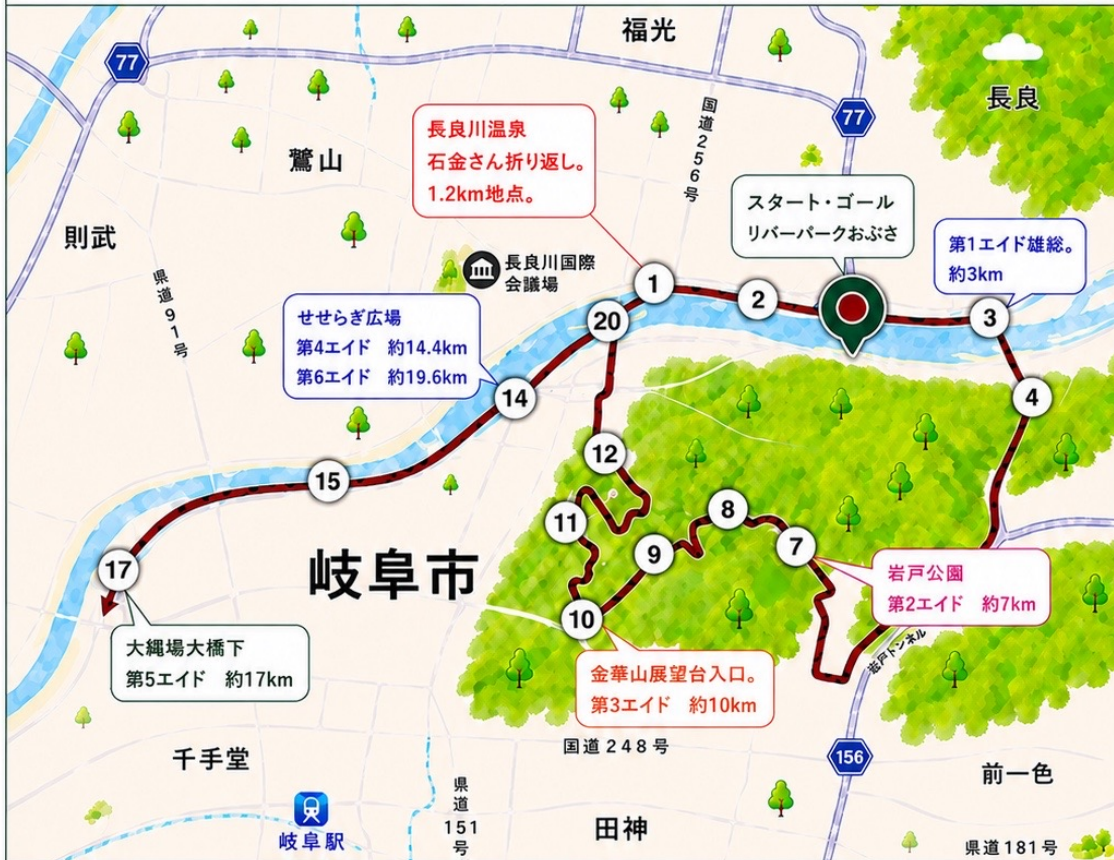 福光
77
長良
77
長良川温泉
石金さん折り返し。
1.2km地点。
国道256号
鷺山
スタート・ゴール
リバーパークおぶさ
則武
第1エイド雄総。
約3km
長良川国際
会議場
県道91号
せせらぎ広場
第4エイド 約14.4km
第6エイド 約19.6km
1
2
3
20
14
4
12
15
11
8
9
7
17
10
岐阜市
岩戸公園
第2エイド 約7km
岩戸トンネル
大縄場大橋下
第5エイド 約17km
金華山展望台入口。
第3エイド 約10km
国道248号
156
千手堂
前一色
県道151号
岐阜駅
田神
県道181号